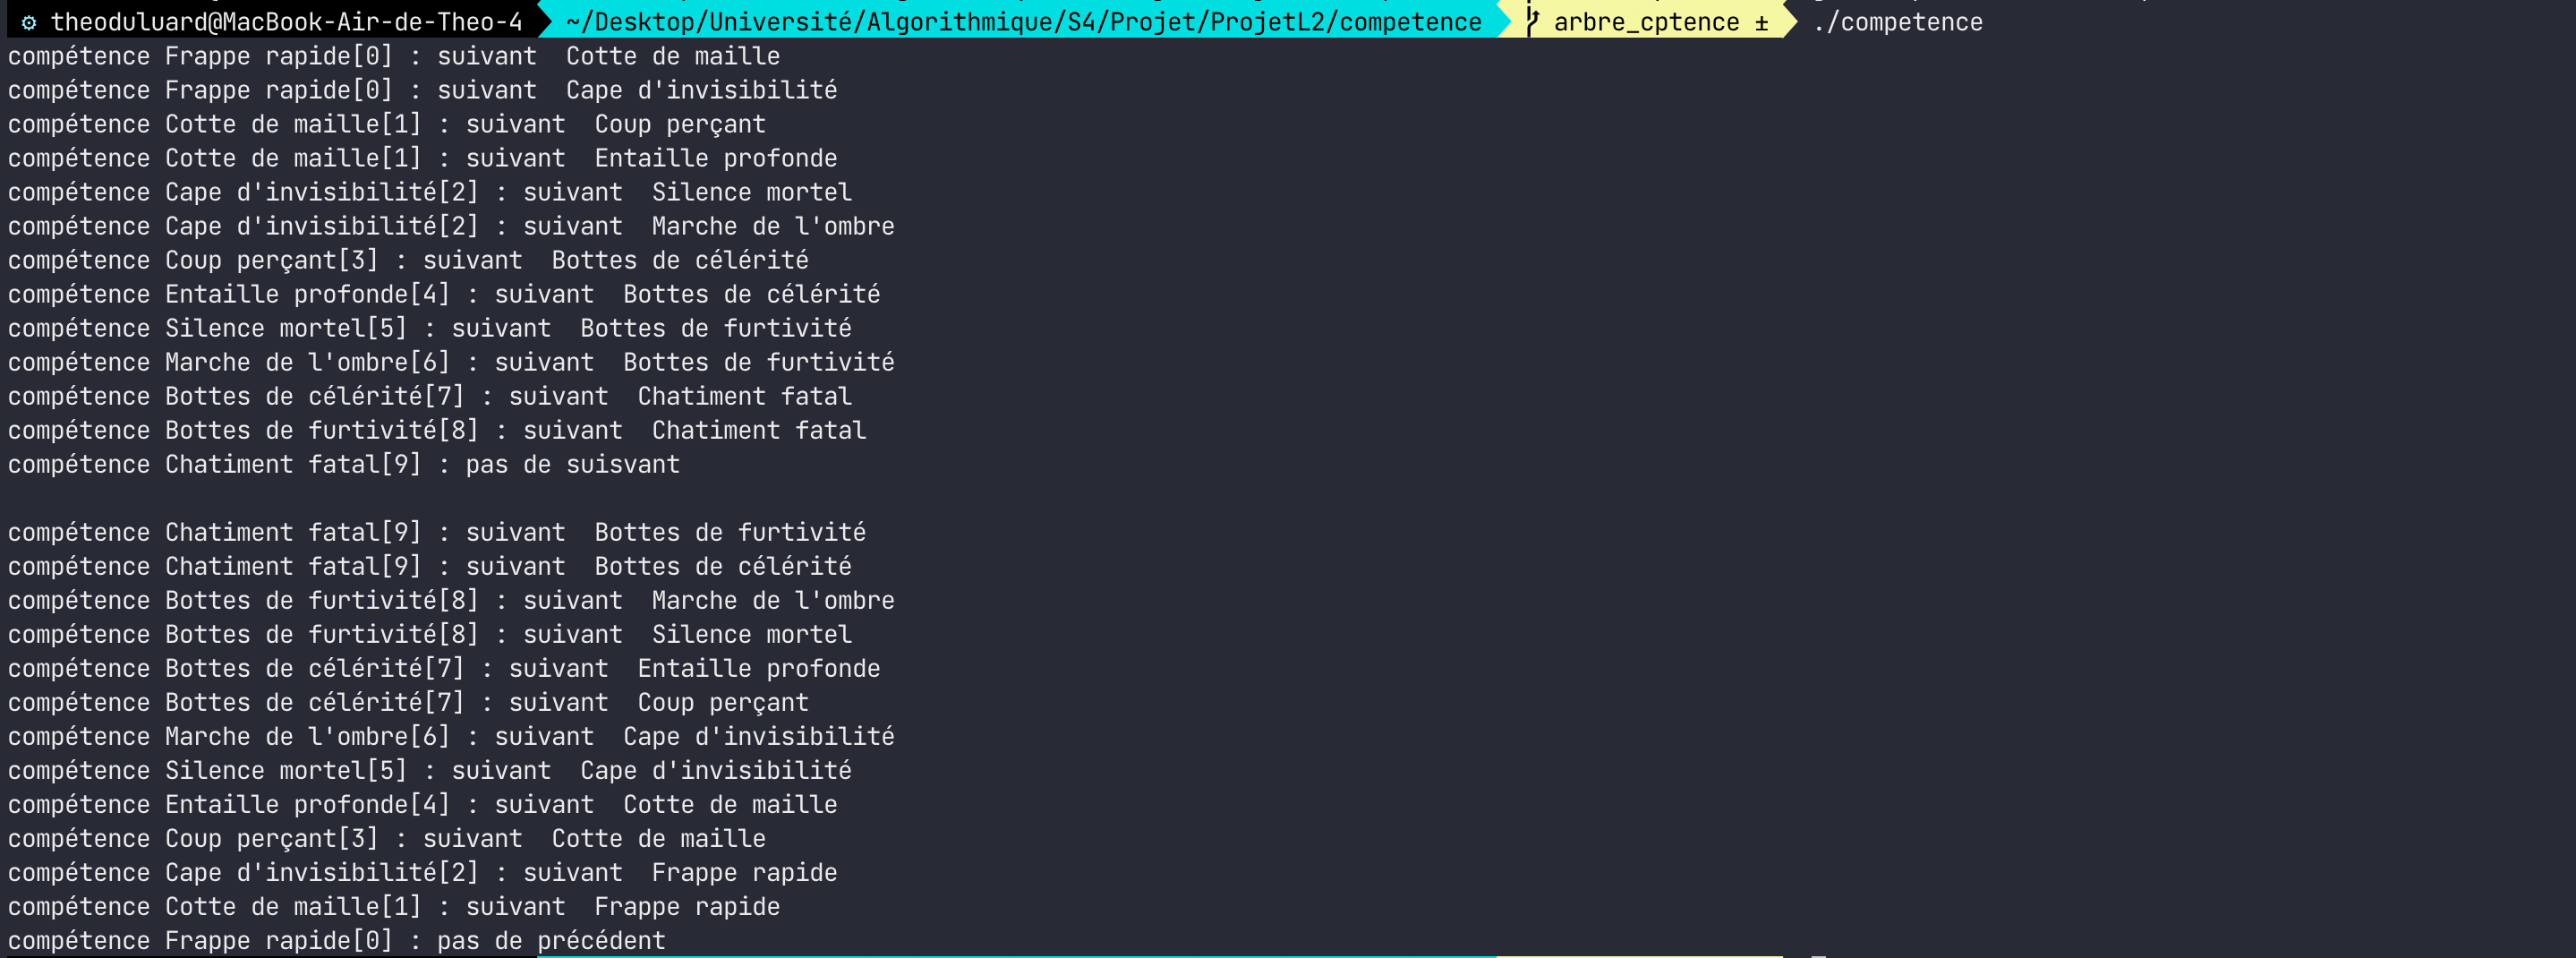 ⚙ theoduluard@MacBook-Air-de-Theo-4 ~/Desktop/Université/Algorithmique/S4/Projet/ProjetL2/competence arbre_cptence ± ./competence
compétence Frappe rapide[0] : suivant  Cotte de maille
compétence Frappe rapide[0] : suivant  Cape d'invisibilité
compétence Cotte de maille[1] : suivant  Coup perçant
compétence Cotte de maille[1] : suivant  Entaille profonde
compétence Cape d'invisibilité[2] : suivant  Silence mortel
compétence Cape d'invisibilité[2] : suivant  Marche de l'ombre
compétence Coup perçant[3] : suivant  Bottes de célérité
compétence Entaille profonde[4] : suivant  Bottes de célérité
compétence Silence mortel[5] : suivant  Bottes de furtivité
compétence Marche de l'ombre[6] : suivant  Bottes de furtivité
compétence Bottes de célérité[7] : suivant  Chatiment fatal
compétence Bottes de furtivité[8] : suivant  Chatiment fatal
compétence Chatiment fatal[9] : pas de suisvant
compétence Chatiment fatal[9] : suivant  Bottes de furtivité
compétence Chatiment fatal[9] : suivant  Bottes de célérité
compétence Bottes de furtivité[8] : suivant  Marche de l'ombre
compétence Bottes de furtivité[8] : suivant  Silence mortel
compétence Bottes de célérité[7] : suivant  Entaille profonde
compétence Bottes de célérité[7] : suivant  Coup perçant
compétence Marche de l'ombre[6] : suivant  Cape d'invisibilité
compétence Silence mortel[5] : suivant  Cape d'invisibilité
compétence Entaille profonde[4] : suivant  Cotte de maille
compétence Coup perçant[3] : suivant  Cotte de maille
compétence Cape d'invisibilité[2] : suivant  Frappe rapide
compétence Cotte de maille[1] : suivant  Frappe rapide
compétence Frappe rapide[0] : pas de précédent